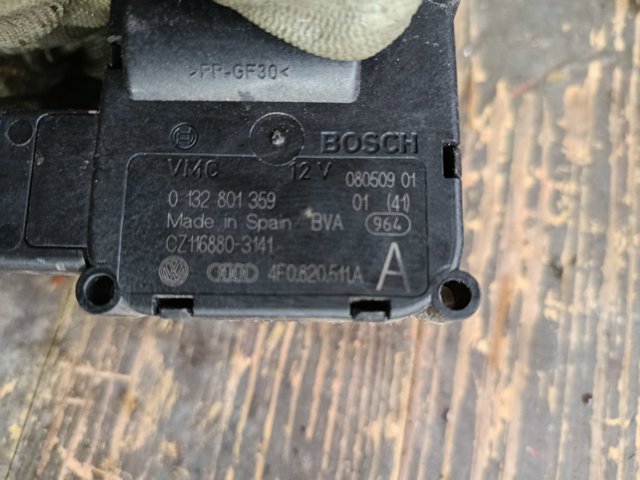 >PP-GF30<
BOSCH
VMC 12 V 080509 01
0 132 801 359 01 (41)
Made in Spain BVA 964
CZ116880-3141
4F0.820.511.A A